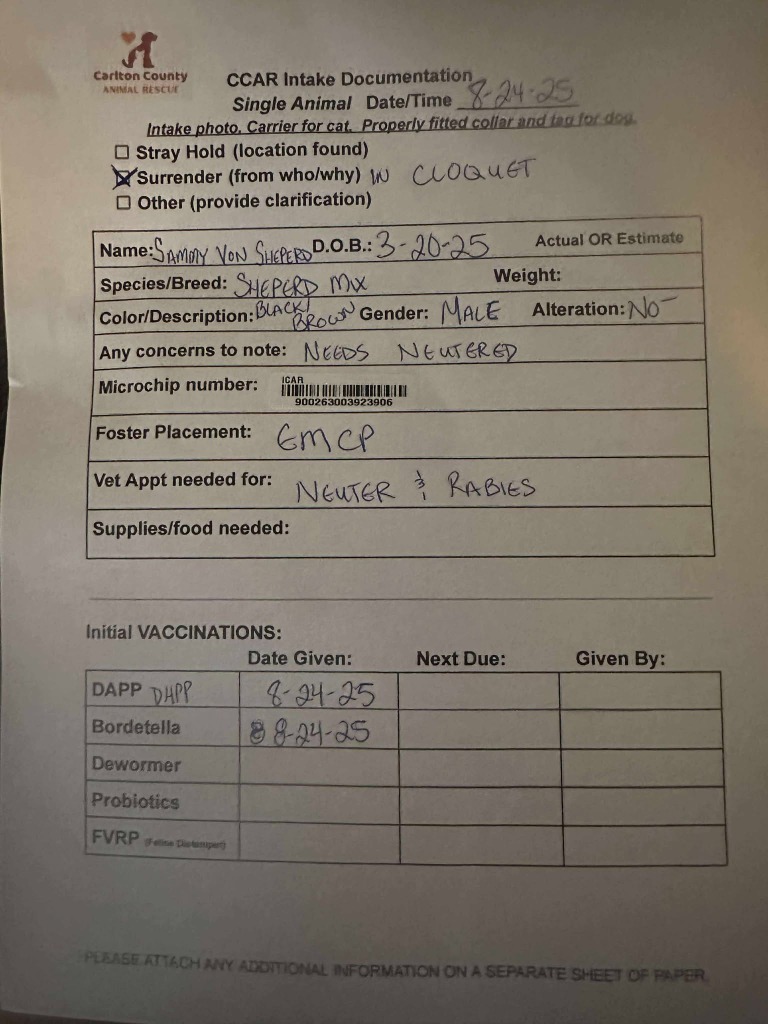 Carlton County
ANIMAL RESCUE
CCAR Intake Documentation
Single Animal Date/Time 8-24-25
Intake photo, Carrier for cat. Properly fitted collar and tag for dog.
☐ Stray Hold (location found)
☒ Surrender (from who/why) IN CLOQUET
☐ Other (provide clarification)
Name: SAMMY VON SHEPERD D.O.B.: 3-20-25 Actual OR Estimate
Species/Breed: SHEPERD MIX Weight:
Color/Description: BLACK/ BROWN Gender: MALE Alteration: NO
Any concerns to note: NEEDS NEUTERED
Microchip number: ICAR
900263003923906
Foster Placement: EMCP
Vet Appt needed for: NEUTER & RABIES
Supplies/food needed:
Initial VACCINATIONS:
Date Given: Next Due: Given By:
DAPP DHPP 8-24-25
Bordetella 8 8-24-25
Dewormer
Probiotics
FVRP (Feline Distemper)
PLEASE ATTACH ANY ADDITIONAL INFORMATION ON A SEPARATE SHEET OF PAPER.